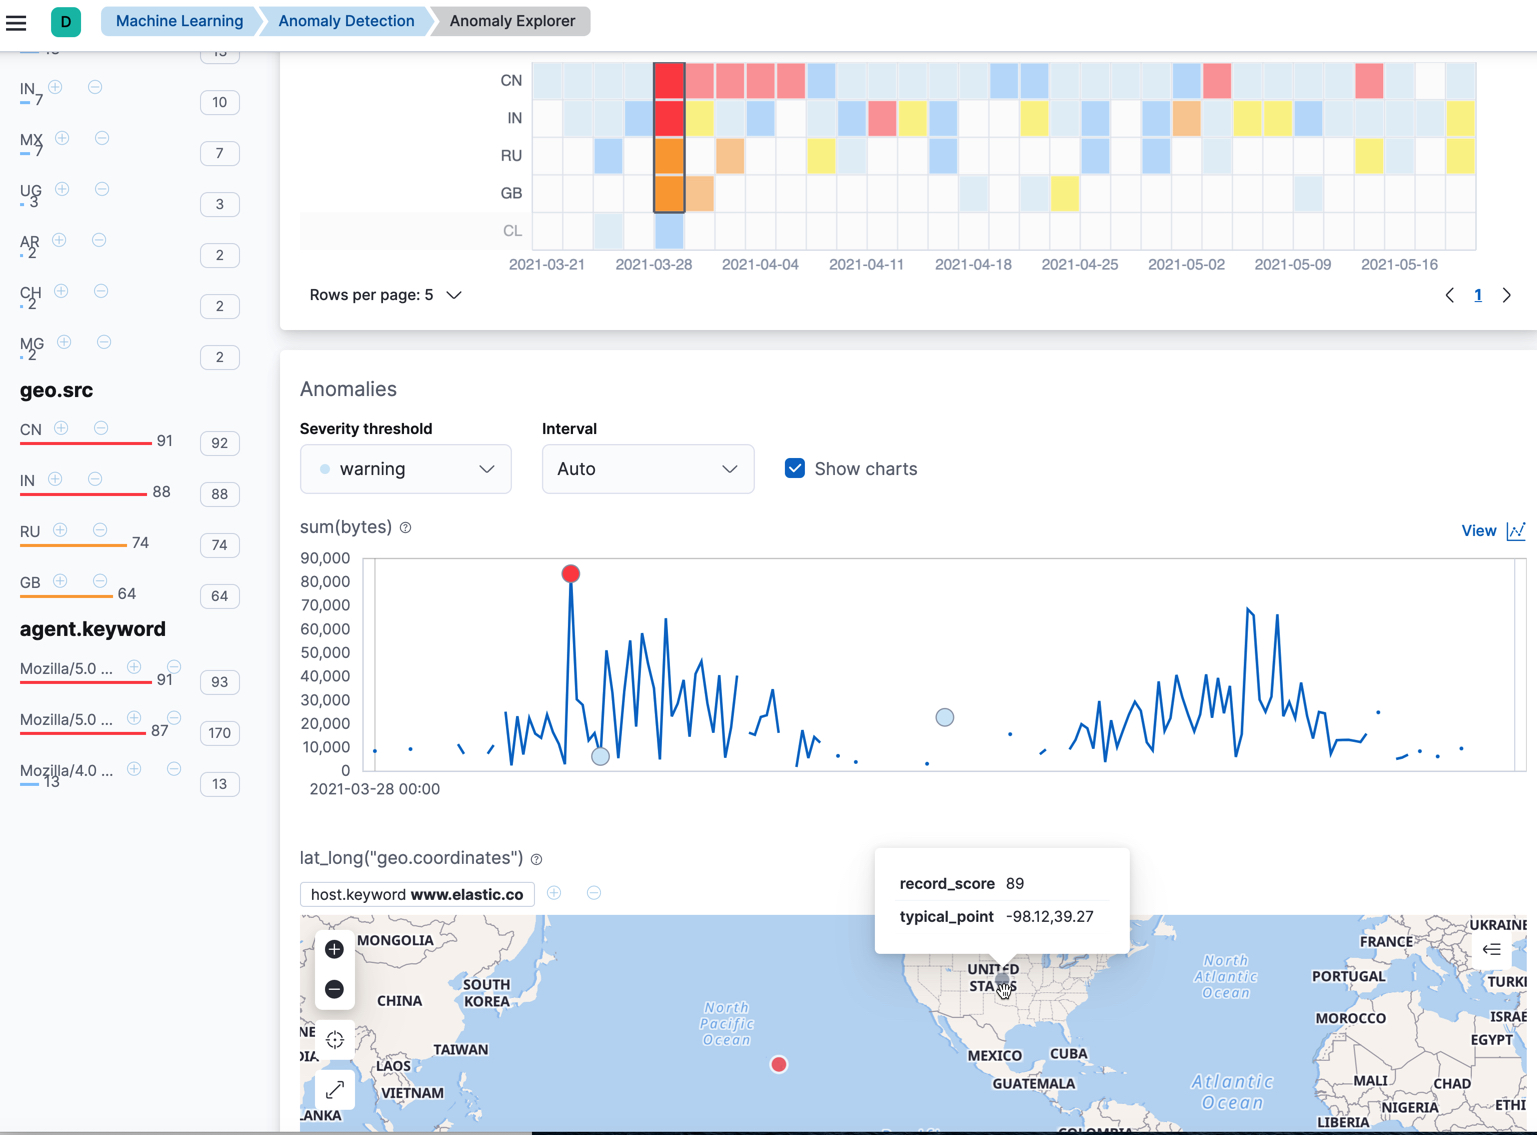 D
Machine Learning
Anomaly Detection
Anomaly Explorer
IN
7
10
MX
7
7
UG
3
3
AR
2
2
CH
2
2
MG
2
2
geo.src
CN
91
92
IN
88
88
RU
74
74
GB
64
64
agent.keyword
Mozilla/5.0 ...
91
93
Mozilla/5.0 ...
87
170
Mozilla/4.0 ...
13
13
CN
IN
RU
GB
CL
2021-03-21 2021-03-28 2021-04-04 2021-04-11 2021-04-18 2021-04-25 2021-05-02 2021-05-09 2021-05-16
Rows per page: 5
1
Anomalies
Severity threshold
Interval
warning
Auto
Show charts
sum(bytes)
View
90,000
80,000
70,000
60,000
50,000
40,000
30,000
20,000
10,000
0
2021-03-28 00:00
lat_long("geo.coordinates")
host.keyword www.elastic.co
record_score 89
typical_point -98.12,39.27
MONGOLIA
CHINA
SOUTH
KOREA
TAIWAN
LAOS
VIETNAM
LANKA
North
Pacific
Ocean
UNITED
STATES
MEXICO
CUBA
GUATEMALA
COLOMBIA
North
Atlantic
Ocean
Atlantic
Ocean
UKRAINE
FRANCE
PORTUGAL
TURK
MOROCCO
ISRAE
EGYPT
MALI
CHAD
NIGERIA
ETHI
LIBERIA